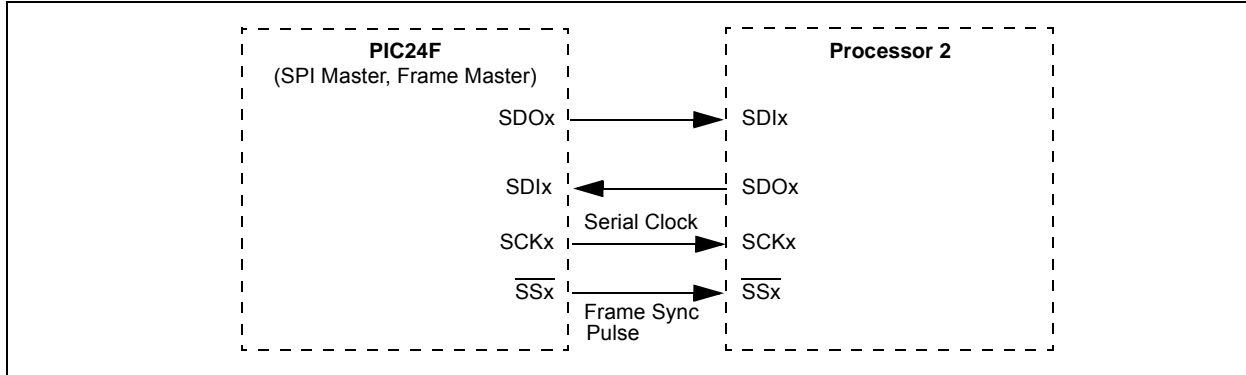 PIC24F
(SPI Master, Frame Master)
Processor 2
SDOx
SDIx
SDIx
SDOx
Serial Clock
SCKx
SCKx
SSx
SSx
Frame Sync
Pulse